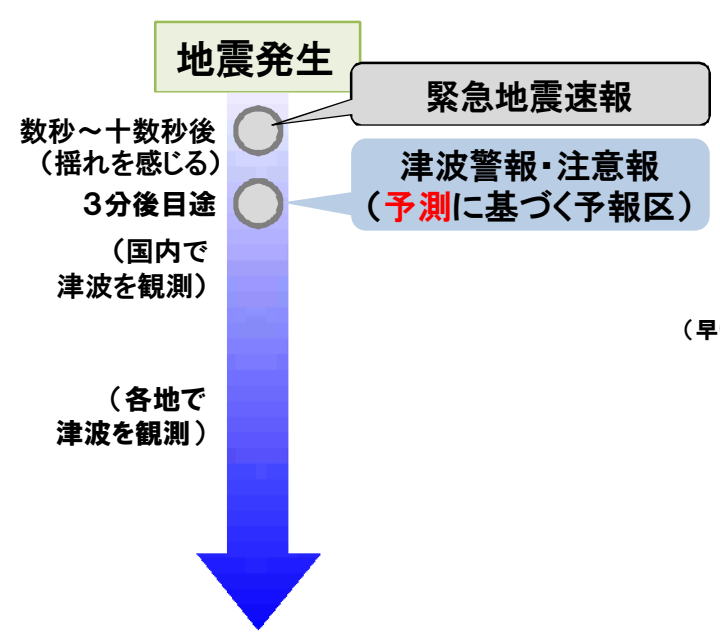 地震発生
緊急地震速報
数秒～十数秒後
（揺れを感じる）
津波警報・注意報
（予測に基づく予報区）
３分後目途
（国内で
津波を観測）
（早
（各地で
津波を観測）